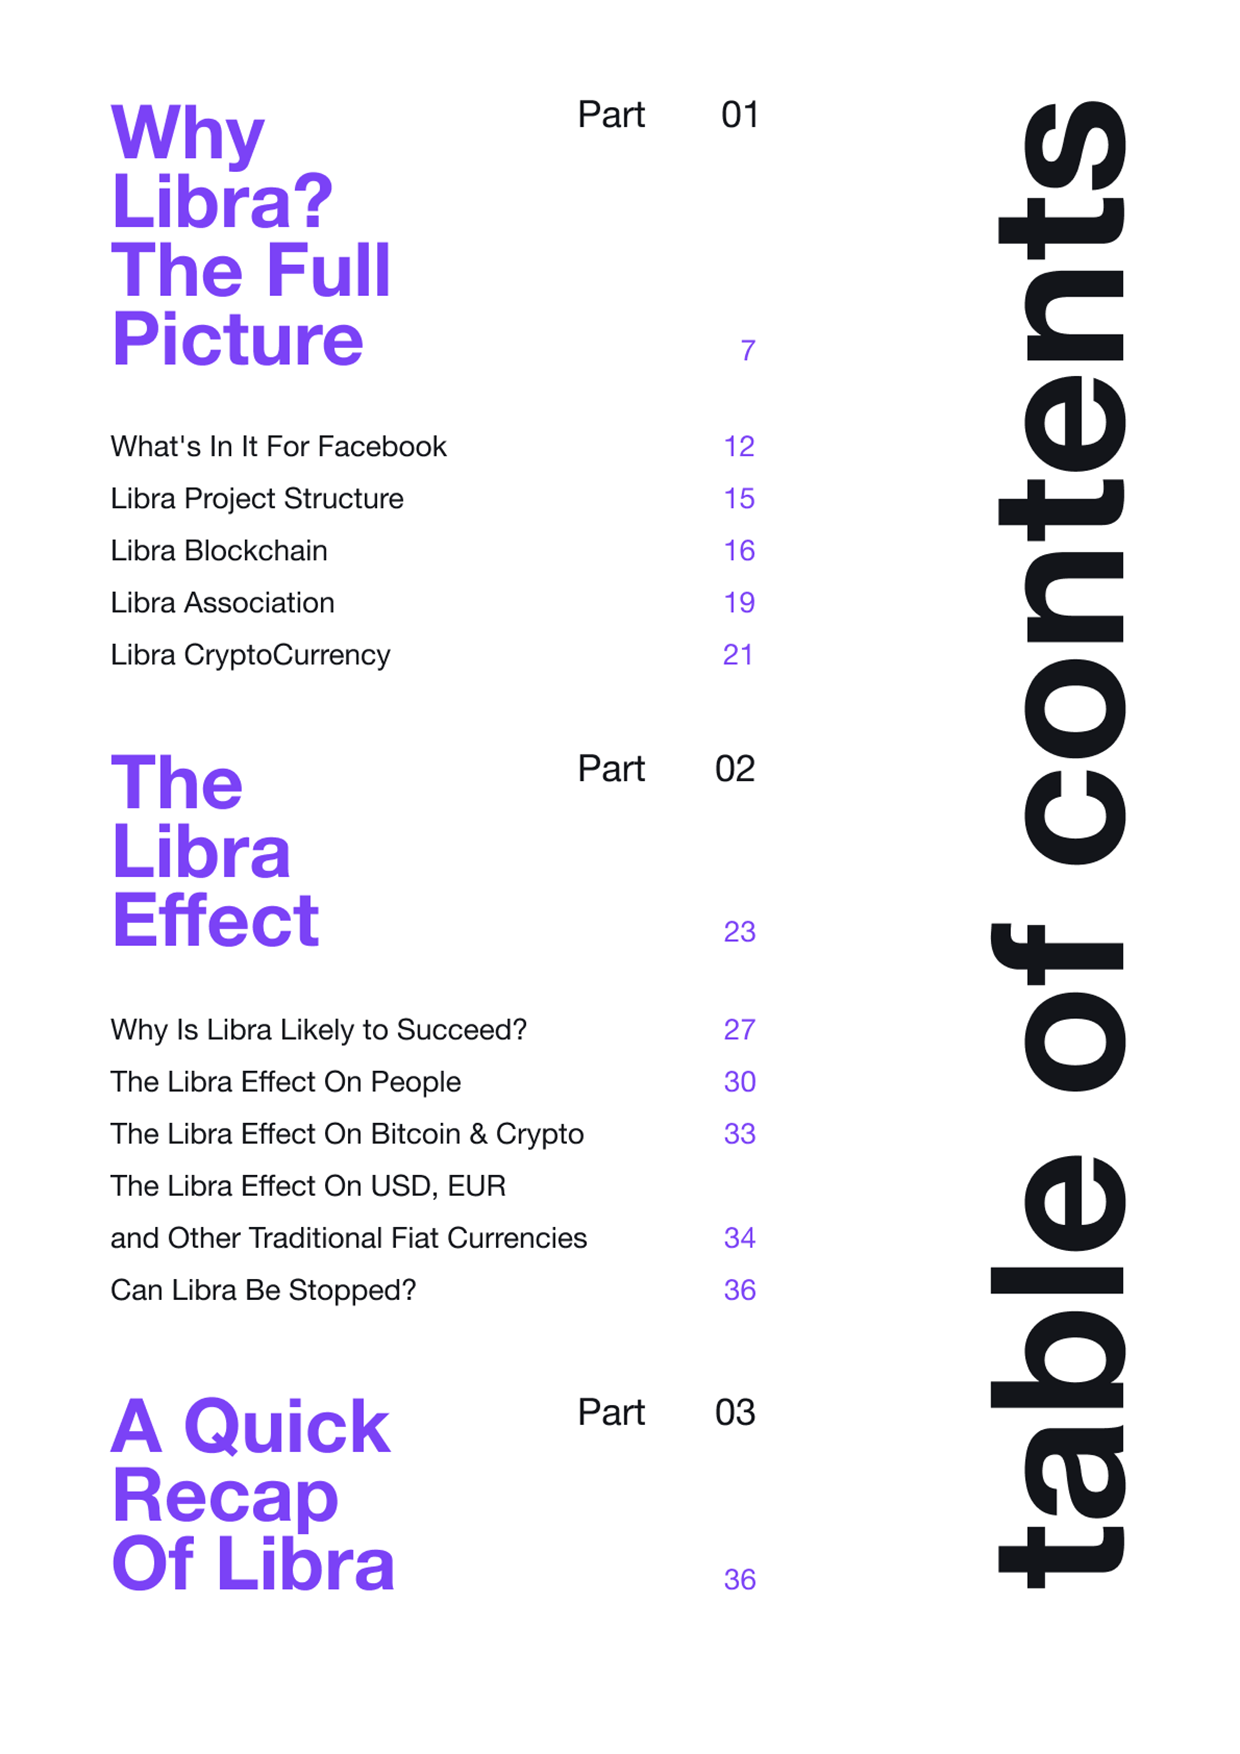 Why
Libra?
The Full
Picture
Part 01
7
What's In It For Facebook 12
Libra Project Structure 15
Libra Blockchain 16
Libra Association 19
Libra CryptoCurrency 21
The
Libra
Effect
Part 02
23
Why Is Libra Likely to Succeed? 27
The Libra Effect On People 30
The Libra Effect On Bitcoin & Crypto 33
The Libra Effect On USD, EUR
and Other Traditional Fiat Currencies 34
Can Libra Be Stopped? 36
A Quick
Recap
Of Libra
Part 03
36
table of contents